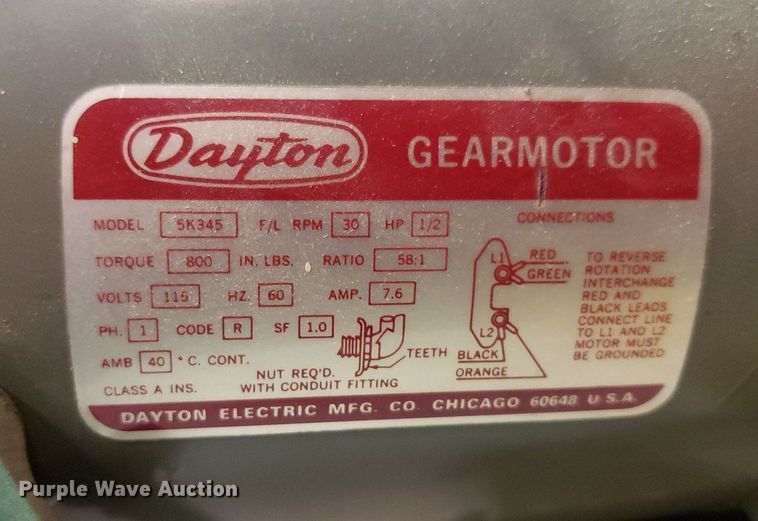 Dayton GEARMOTOR
MODEL 5K345 F/L RPM 30 HP 1/2
TORQUE 800 IN. LBS. RATIO 58:1
VOLTS 115 HZ. 60 AMP. 7.6
PH. 1 CODE R SF 1.0
AMB 40 °C. CONT.
CLASS A INS.
NUT REQ'D.
WITH CONDUIT FITTING
TEETH
CONNECTIONS
L1 RED
GREEN
L2
BLACK
ORANGE
TO REVERSE
ROTATION
INTERCHANGE
RED AND
BLACK LEADS
CONNECT LINE
TO L1 AND L2
MOTOR MUST
BE GROUNDED
DAYTON ELECTRIC MFG. CO. CHICAGO 60648 U.S.A.
Purple Wave Auction